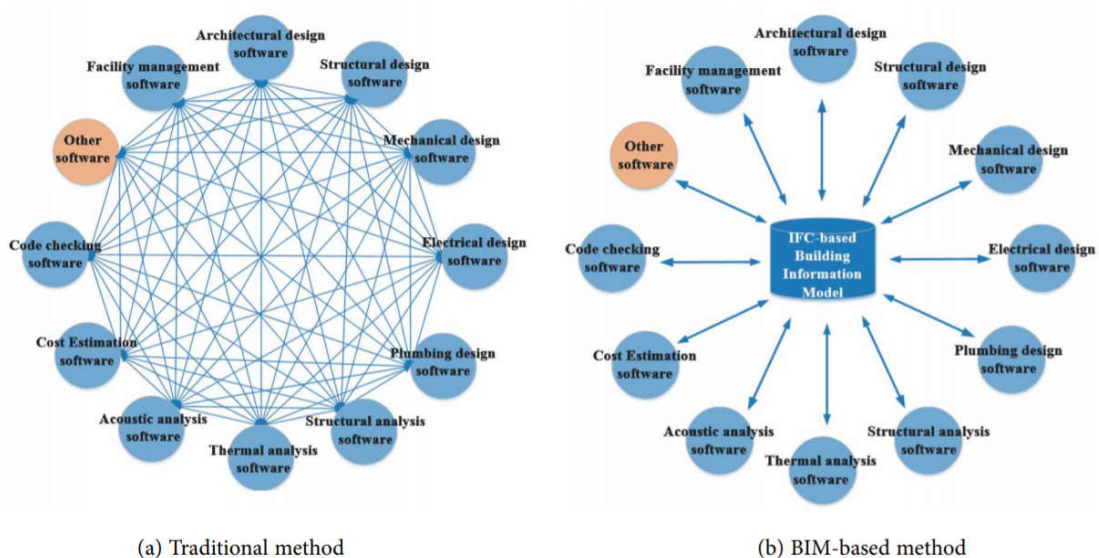 Architectural design
software
Structural design
software
Facility management
software
Other
software
Mechanical design
software
Code checking
software
Electrical design
software
Cost Estimation
software
Plumbing design
software
Acoustic analysis
software
Structural analysis
software
Thermal analysis
software
(a) Traditional method
Architectural design
software
Facility management
software
Structural design
software
Other
software
Mechanical design
software
IFC-based
Building
Information
Model
Code checking
software
Electrical design
software
Cost Estimation
software
Plumbing design
software
Acoustic analysis
software
Structural analysis
software
Thermal analysis
software
(b) BIM-based method